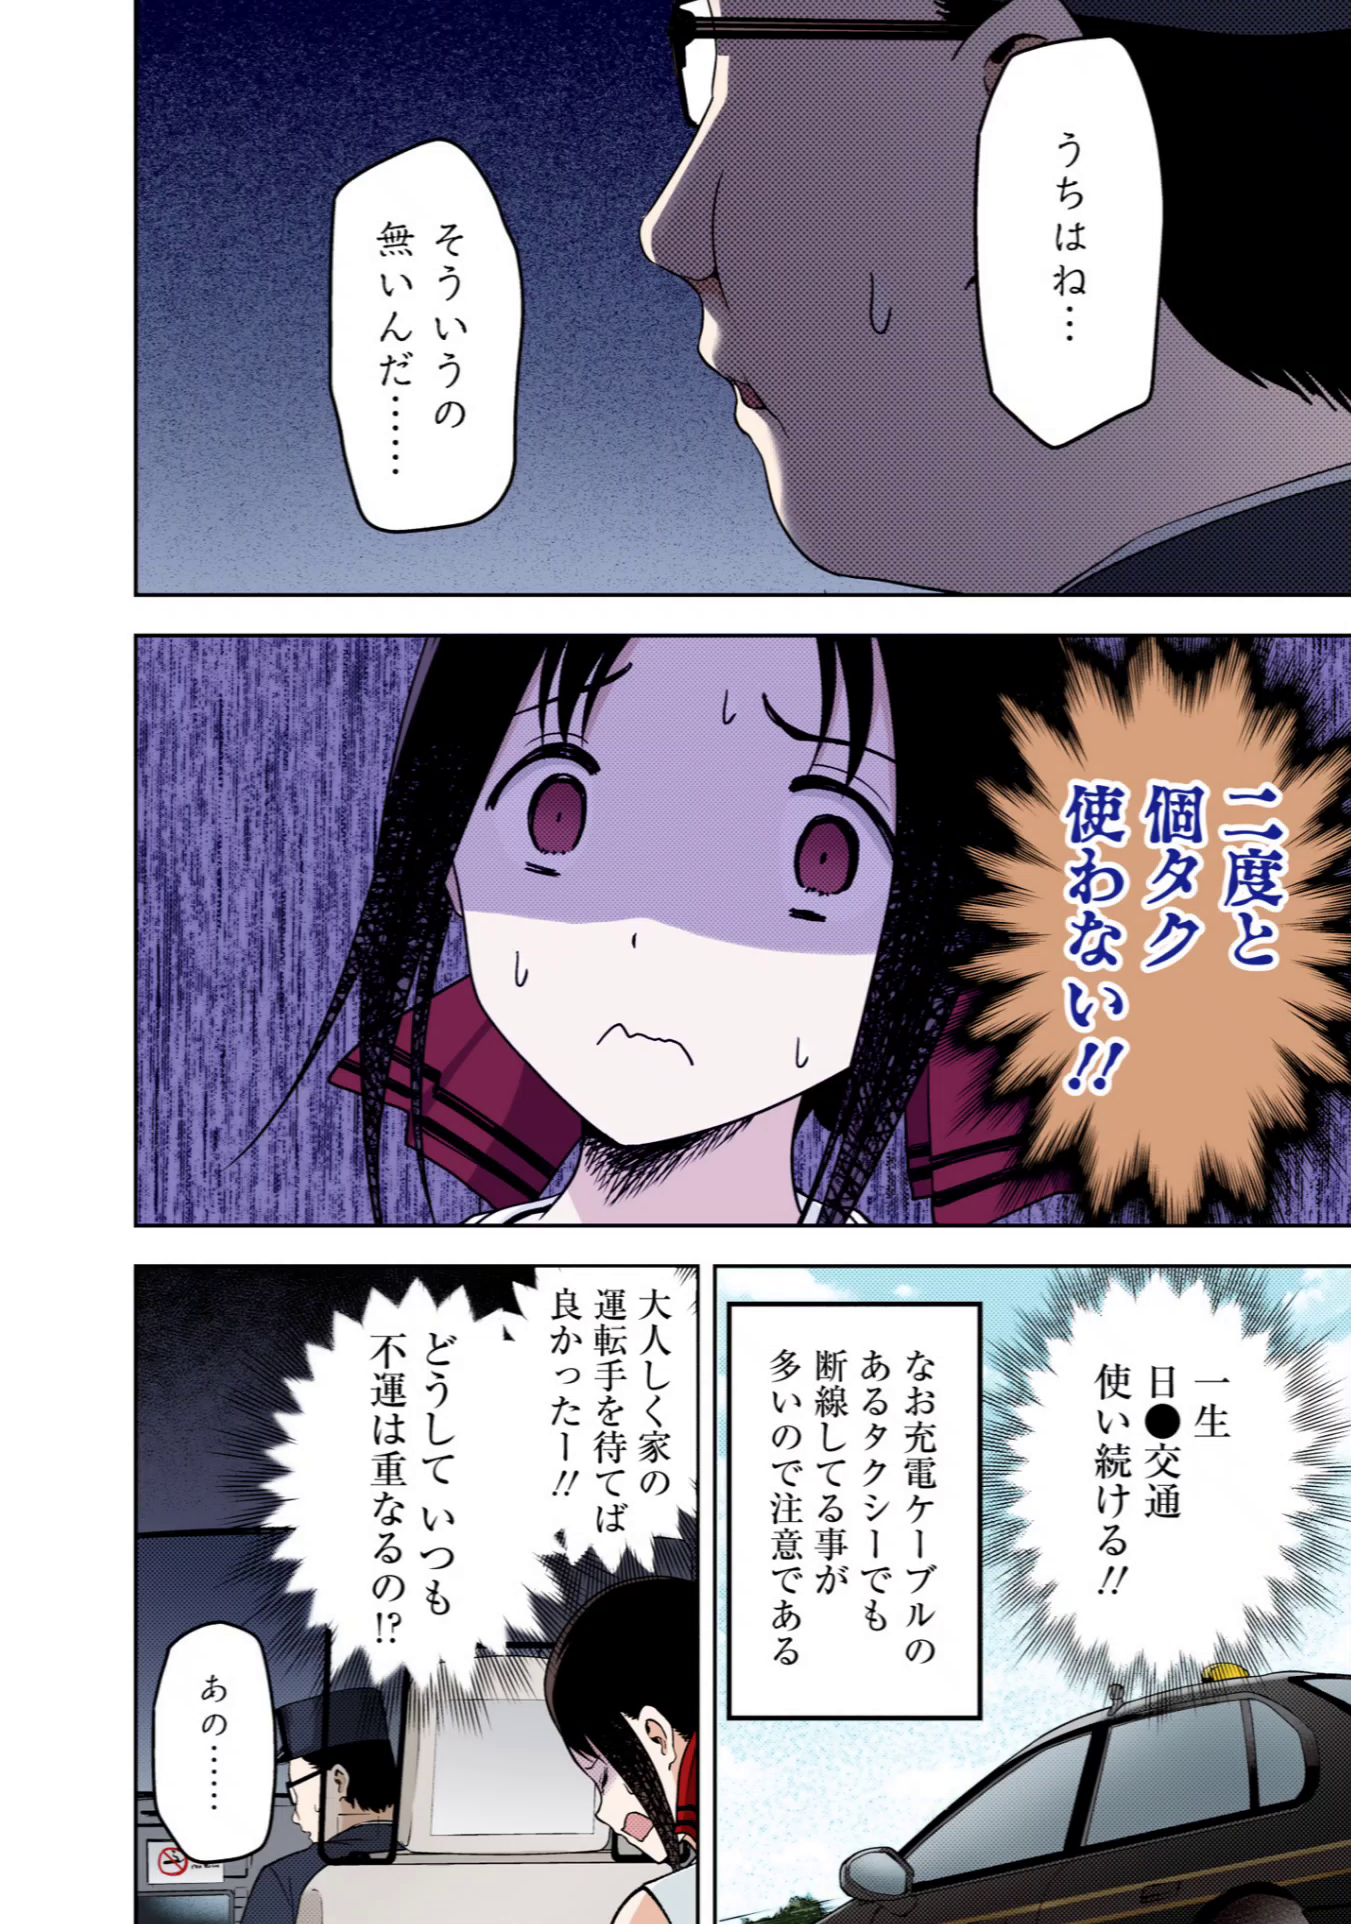 うちはね…
そういうの
無いんだ……
二度と
個タク
使わない!!
一生
日●交通
使い続ける!!
なお充電ケーブルの
あるタクシーでも
断線してる事が
多いので注意である
大人しく家の
運転手を待てば
良かったー!!
どうして いつも
不運は重なるの!?
あの……